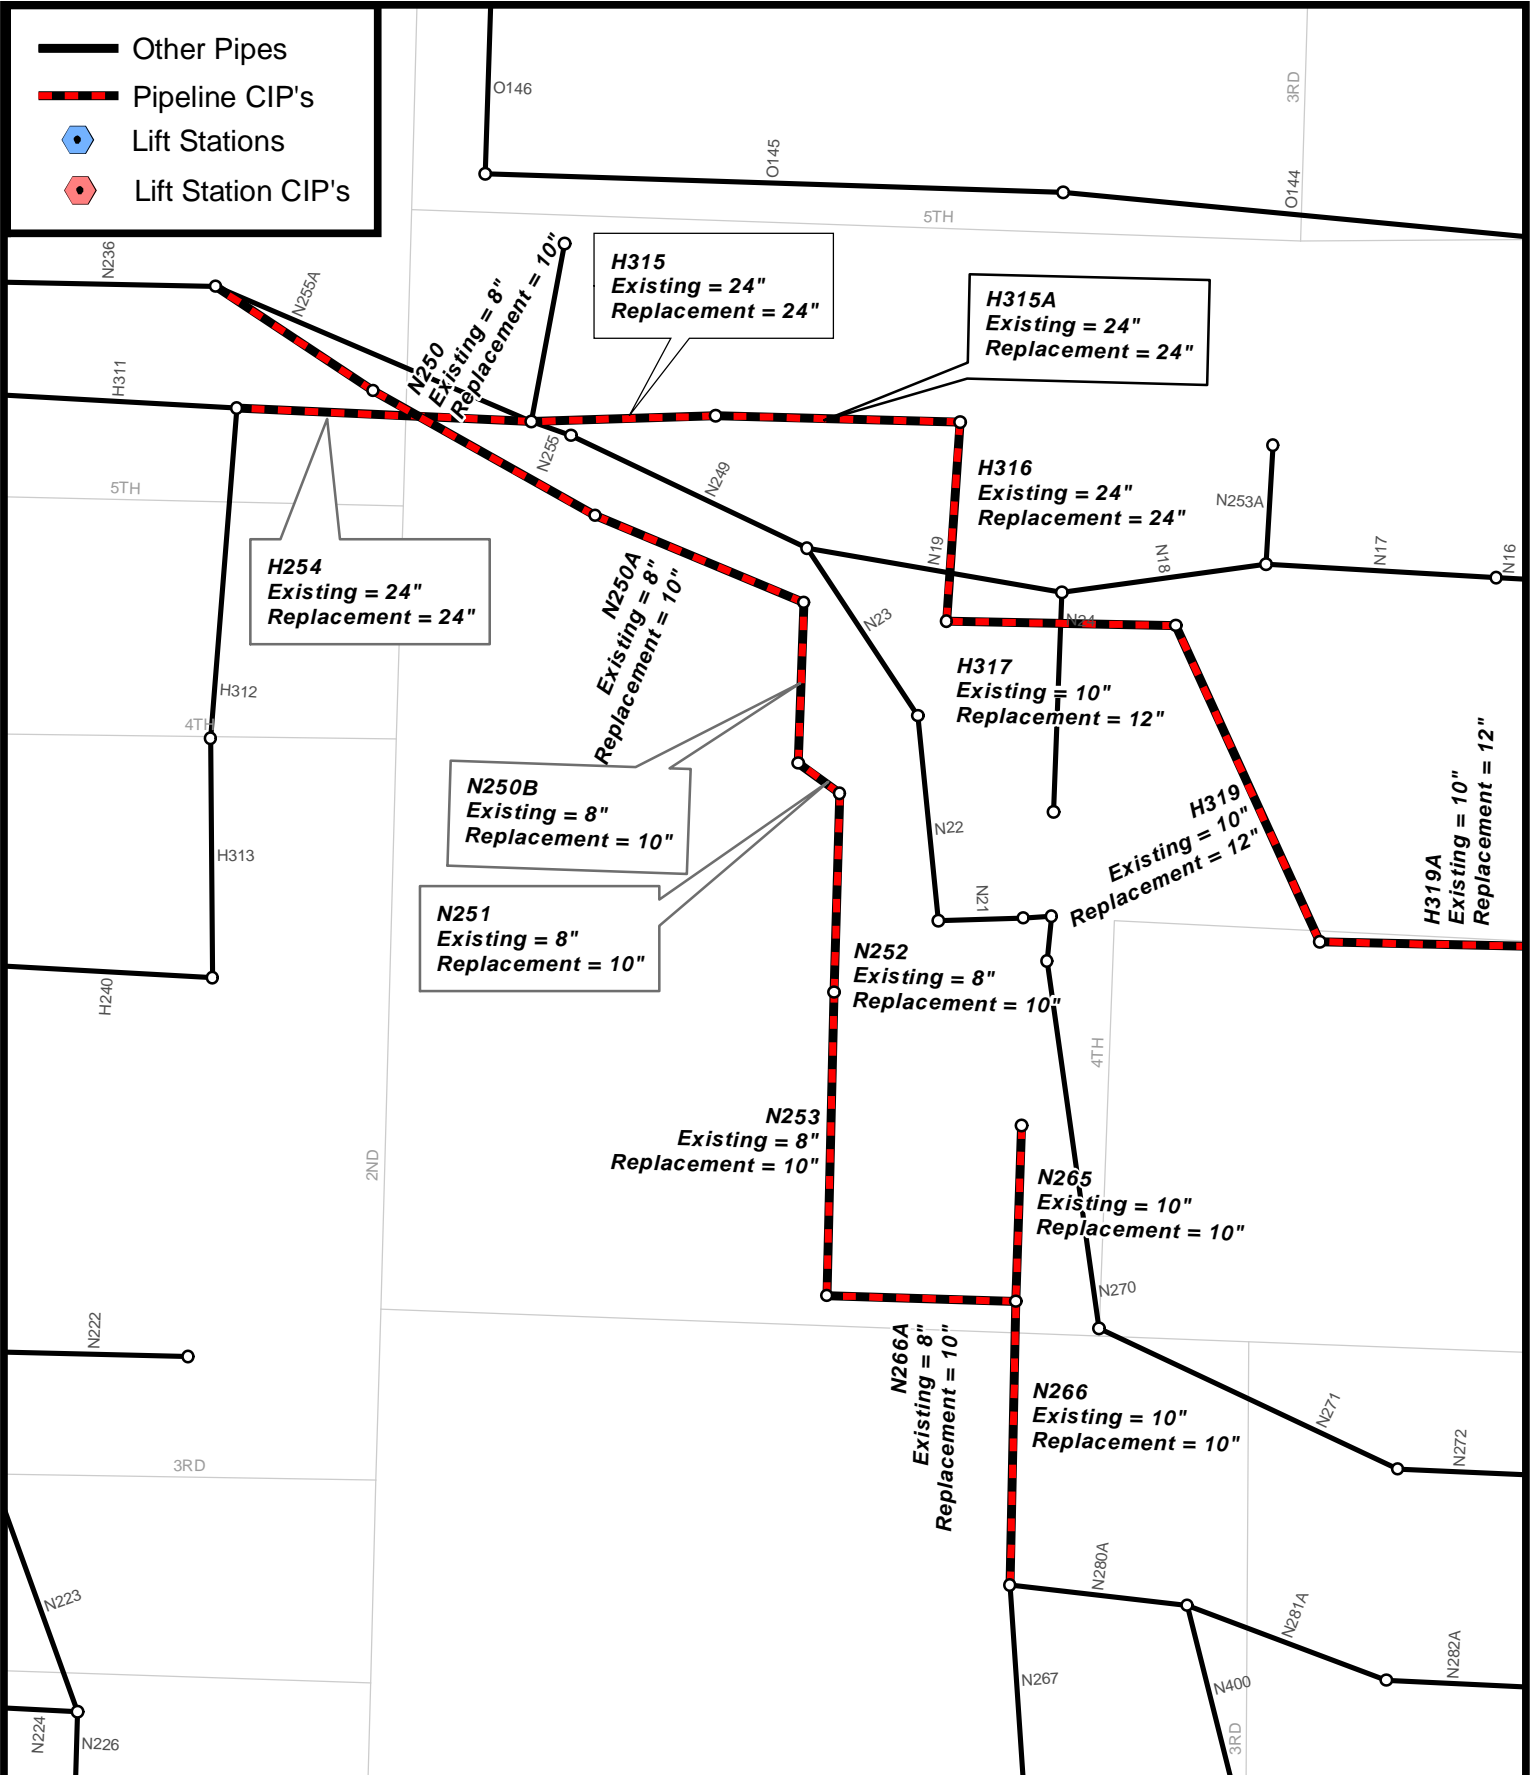 Other Pipes
Pipeline CIP's
Lift Stations
Lift Station CIP's
O146
O145
3RD
O144
5TH
N236
N255A
N250
Existing = 8"
Replacement = 10"
H315
Existing = 24"
Replacement = 24"
H315A
Existing = 24"
Replacement = 24"
H311
N255
N249
H316
Existing = 24"
Replacement = 24"
N253A
5TH
N19
N18
N17
N16
H254
Existing = 24"
Replacement = 24"
N250A
Existing = 8"
Replacement = 10"
N23
N24
H317
Existing = 10"
Replacement = 12"
H312
4TH
N250B
Existing = 8"
Replacement = 10"
H319
Existing = 10"
Replacement = 12"
H319A
Existing = 10"
Replacement = 12"
N22
H313
N251
Existing = 8"
Replacement = 10"
N21
N252
Existing = 8"
Replacement = 10"
H240
4TH
2ND
N253
Existing = 8"
Replacement = 10"
N265
Existing = 10"
Replacement = 10"
N270
N222
N266A
Existing = 8"
Replacement = 10"
N266
Existing = 10"
Replacement = 10"
N271
N272
3RD
N280A
N223
N281A
N282A
N267
N400
N224
N226
3RD